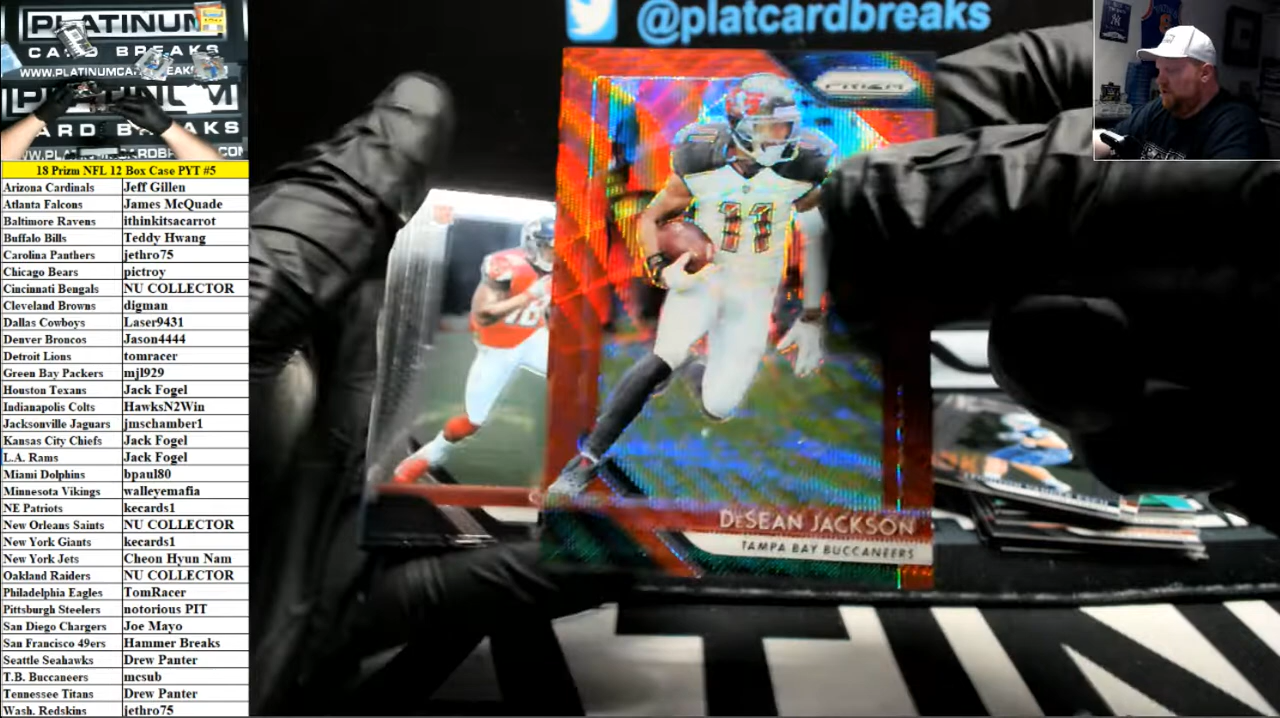 PLATINUM
CARD BREAKS
PLATINUM
CARD BREAKS
@platcardbreaks
PRIZM
11
DESEAN JACKSON
TAMPA BAY BUCCANEERS
18 Prizm NFL 12 Box Case PYT #5
Arizona Cardinals Jeff Gillen
Atlanta Falcons James McQuade
Baltimore Ravens ithinkitsacarrot
Buffalo Bills Teddy Hwang
Carolina Panthers jethro75
Chicago Bears pictroy
Cincinnati Bengals NU COLLECTOR
Cleveland Browns digman
Dallas Cowboys Laser9431
Denver Broncos Jason4444
Detroit Lions tomracer
Green Bay Packers mjl929
Houston Texans Jack Fogel
Indianapolis Colts HawksN2Win
Jacksonville Jaguars jmschamber1
Kansas City Chiefs Jack Fogel
L.A. Rams Jack Fogel
Miami Dolphins bpaul80
Minnesota Vikings walleyemafia
NE Patriots kecards1
New Orleans Saints NU COLLECTOR
New York Giants kecards1
New York Jets Cheon Hyun Nam
Oakland Raiders NU COLLECTOR
Philadelphia Eagles TomRacer
Pittsburgh Steelers notorious PIT
San Diego Chargers Joe Mayo
San Francisco 49ers Hammer Breaks
Seattle Seahawks Drew Panter
T.B. Buccaneers mcsub
Tennessee Titans Drew Panter
Wash. Redskins jethro75